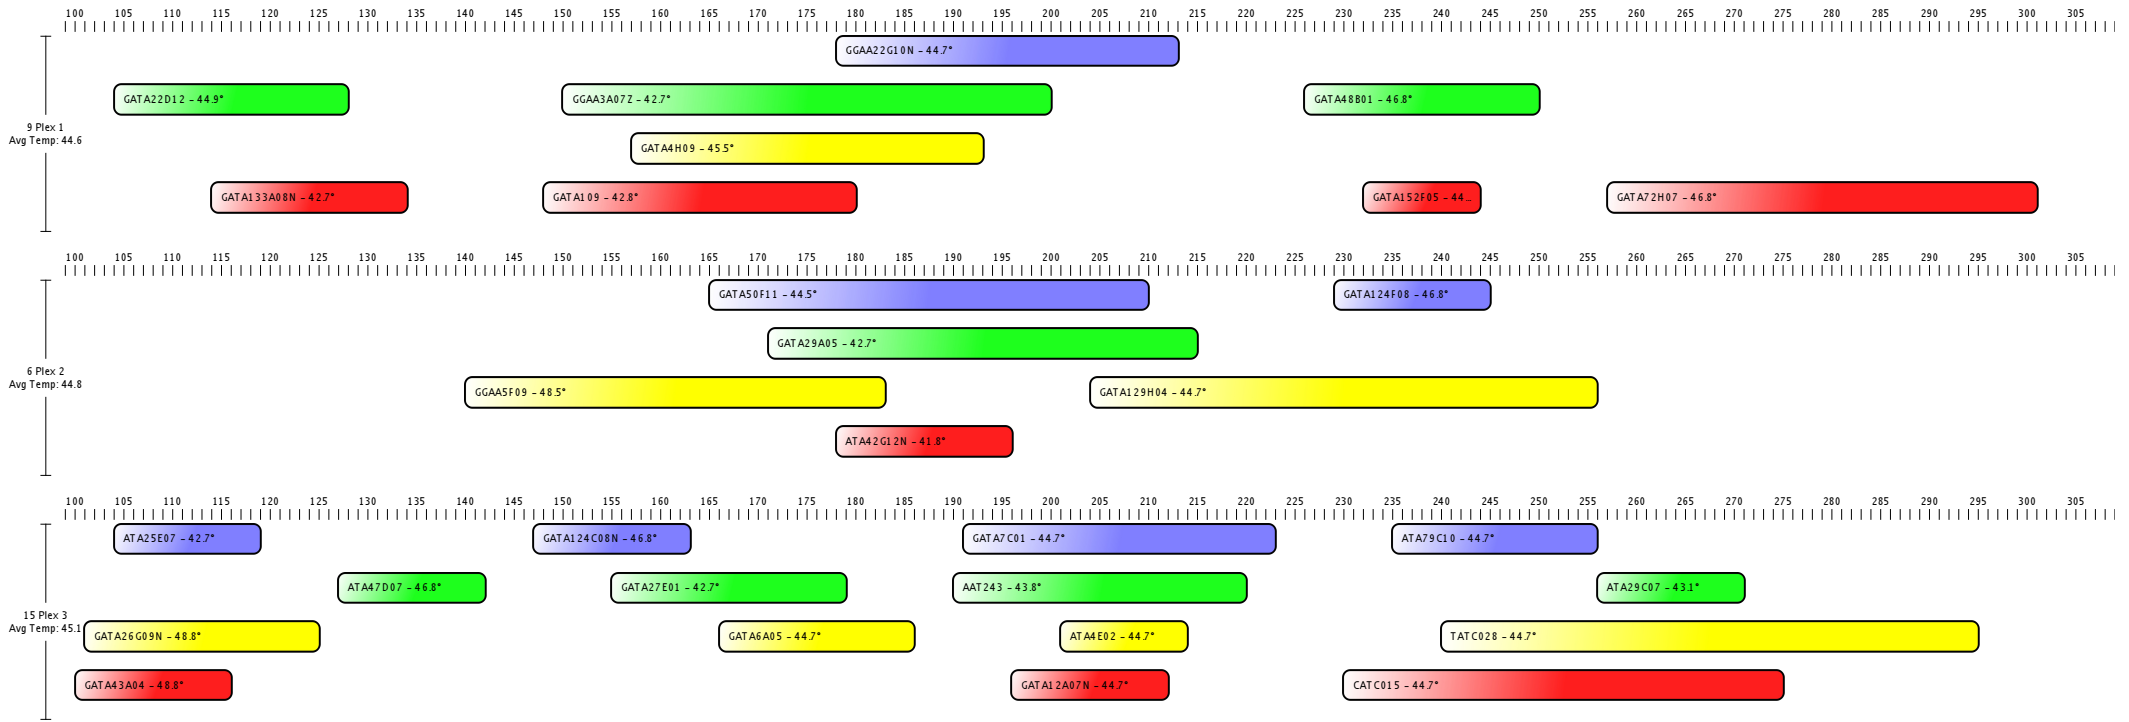 100 105 110 115 120 125 130 135 140 145 150 155 160 165 170 175 180 185 190 195 200 205 210 215 220 225 230 235 240 245 250 255 260 265 270 275 280 285 290 295 300 305
GGAA22G10N – 44.7°
GATA22D12 – 44.9° GGAA3A07Z – 42.7° GATA48B01 – 46.8°
9 Plex 1
Avg Temp: 44.6
GATA4H09 – 45.5°
GATA133A08N – 42.7° GATA109 – 42.8° GATA152F05 – 44... GATA72H07 – 46.8°
100 105 110 115 120 125 130 135 140 145 150 155 160 165 170 175 180 185 190 195 200 205 210 215 220 225 230 235 240 245 250 255 260 265 270 275 280 285 290 295 300 305
GATA50F11 – 44.5° GATA124F08 – 46.8°
GATA29A05 – 42.7°
6 Plex 2
Avg Temp: 44.8
GGAA5F09 – 48.5° GATA129H04 – 44.7°
ATA42G12N – 41.8°
100 105 110 115 120 125 130 135 140 145 150 155 160 165 170 175 180 185 190 195 200 205 210 215 220 225 230 235 240 245 250 255 260 265 270 275 280 285 290 295 300 305
ATA25E07 – 42.7° GATA124C08N – 46.8° GATA7C01 – 44.7° ATA79C10 – 44.7°
ATA47D07 – 46.8° GATA27E01 – 42.7° AAT243 – 43.8° ATA29C07 – 43.1°
15 Plex 3
Avg Temp: 45.1
GATA26G09N – 48.8° GATA6A05 – 44.7° ATA4E02 – 44.7° TATC028 – 44.7°
GATA43A04 – 48.8° GATA12A07N – 44.7° CATC015 – 44.7°